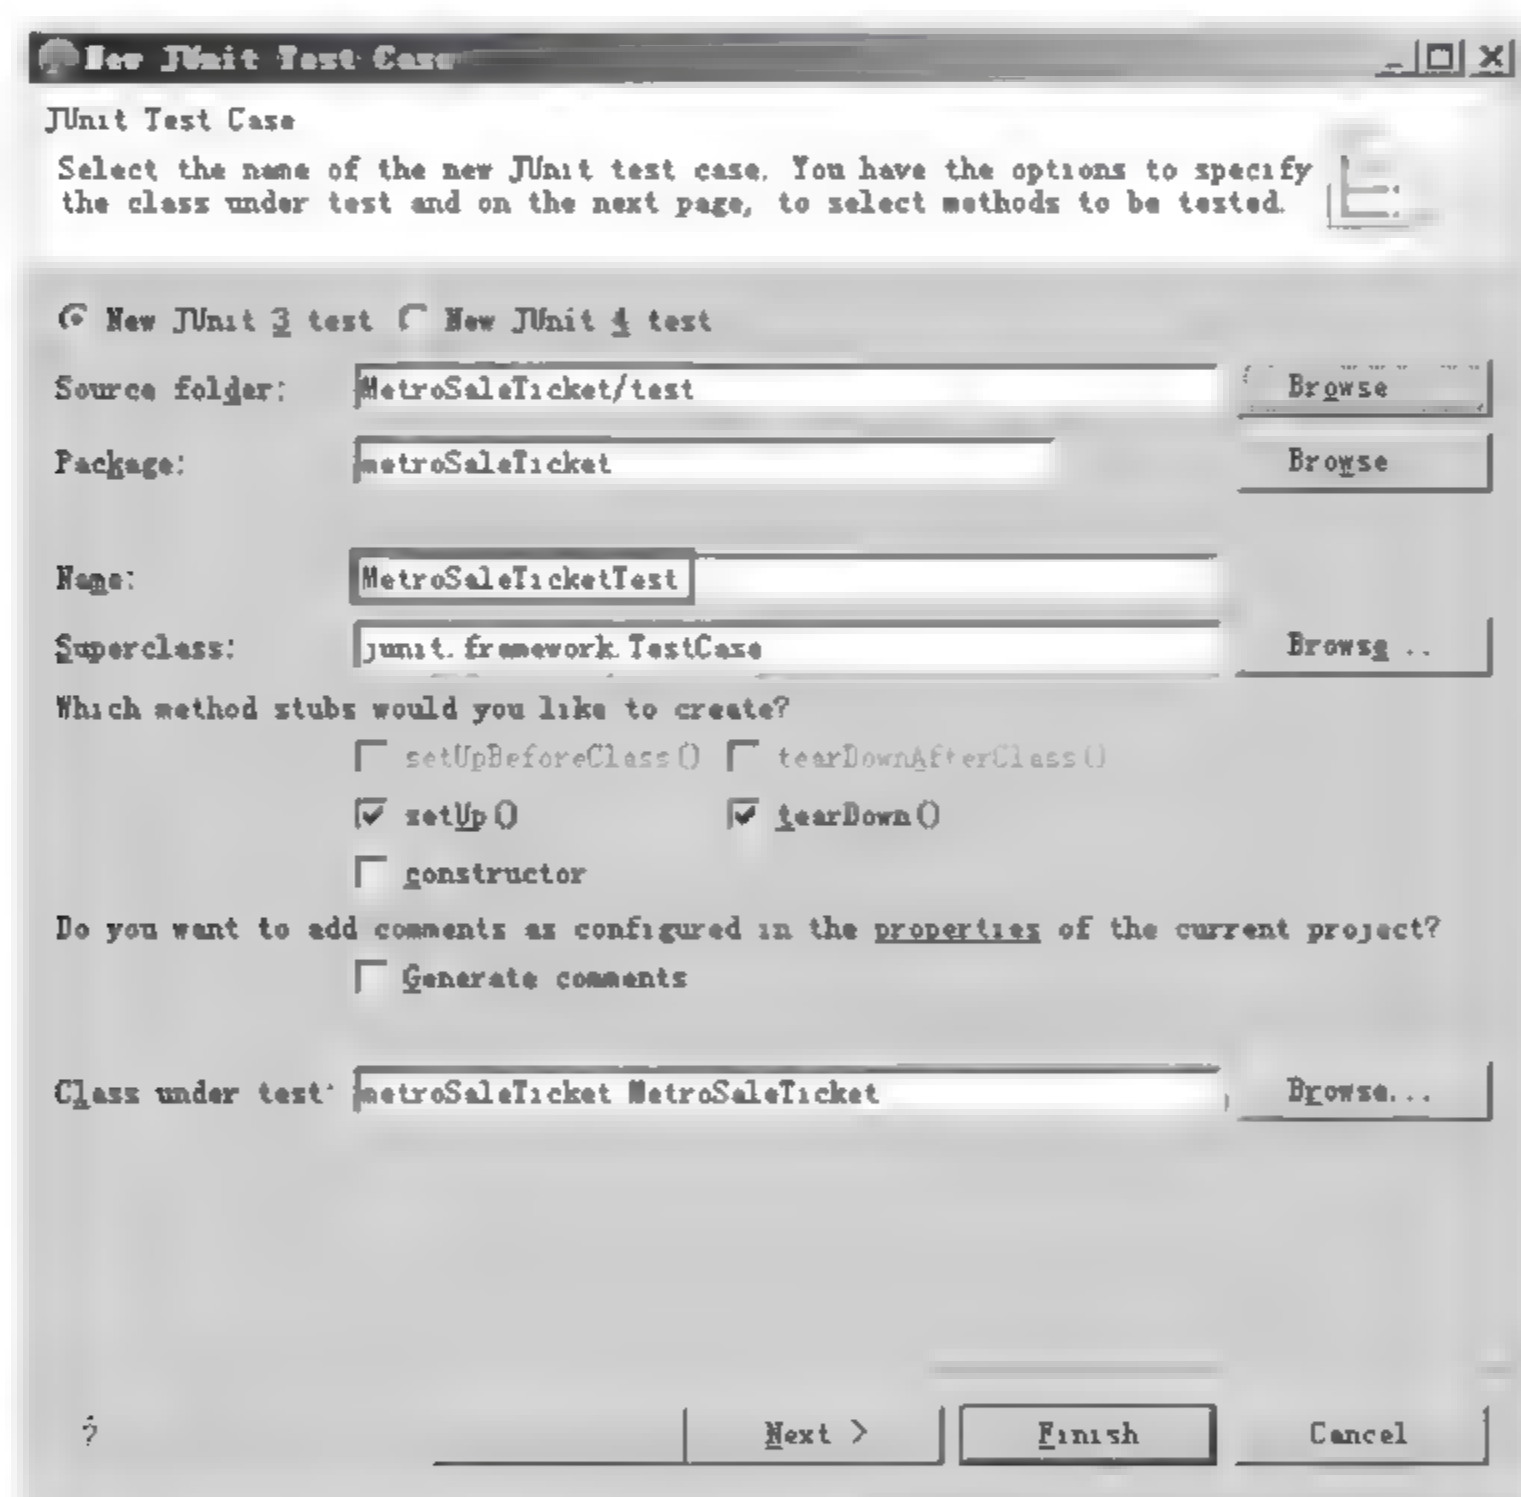 New JUnit Test Case
JUnit Test Case
Select the name of the new JUnit test case. You have the options to specify
the class under test and on the next page, to select methods to be tested.
New JUnit 3 test New JUnit 4 test
Source folder: MetroSaleTicket/test Browse
Package: metroSaleTicket Browse
Name: MetroSaleTicketTest
Superclass: junit.framework.TestCase Browse..
Which method stubs would you like to create?
setUpBeforeClass() tearDownAfterClass()
setUp() tearDown()
constructor
Do you want to add comments as configured in the properties of the current project?
Generate comments
Class under test: metroSaleTicket MetroSaleTicket Browse...
? Next > Finish Cancel